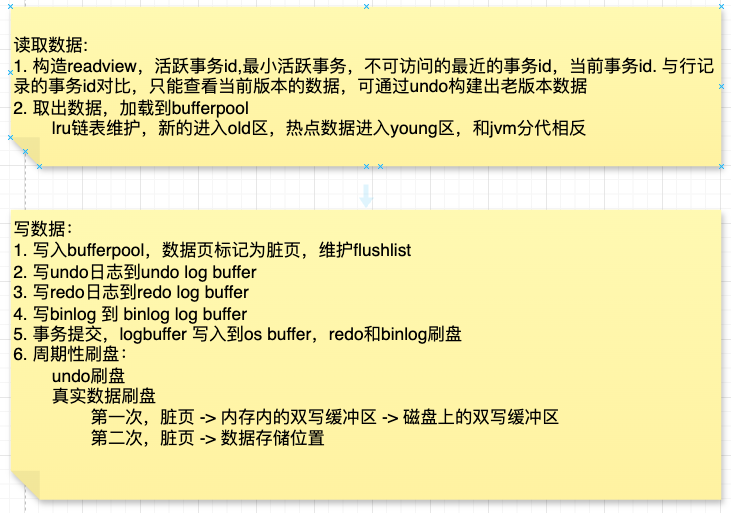 读取数据:
1. 构造readview，活跃事务id,最小活跃事务，不可访问的最近的事务id，当前事务id. 与行记
录的事务id对比，只能查看当前版本的数据，可通过undo构建出老版本数据
2. 取出数据，加载到bufferpool
lru链表维护，新的进入old区，热点数据进入young区，和jvm分代相反
写数据：
1. 写入bufferpool，数据页标记为脏页，维护flushlist
2. 写undo日志到undo log buffer
3. 写redo日志到redo log buffer
4. 写binlog 到 binlog log buffer
5. 事务提交，logbuffer 写入到os buffer，redo和binlog刷盘
6. 周期性刷盘：
undo刷盘
真实数据刷盘
第一次，脏页 -> 内存内的双写缓冲区 -> 磁盘上的双写缓冲区
第二次，脏页 -> 数据存储位置